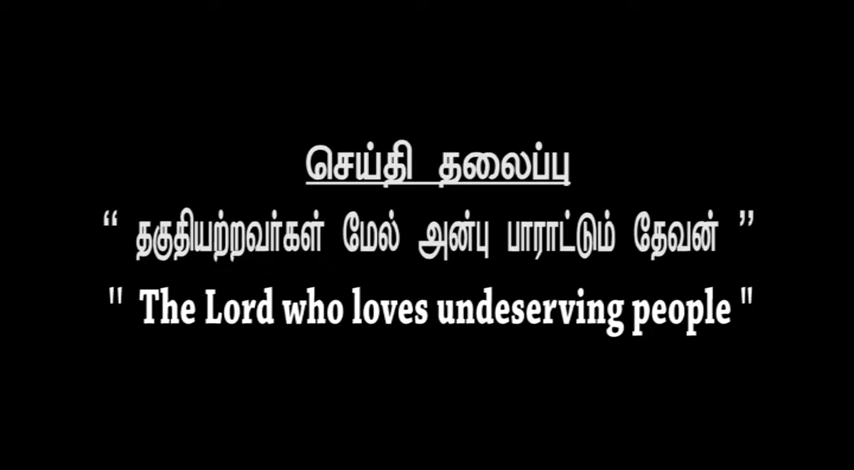 செய்தி தலைப்பு
“ தகுதியற்றவர்கள் மேல் அன்பு பாராட்டும் தேவன் ”
" The Lord who loves undeserving people "